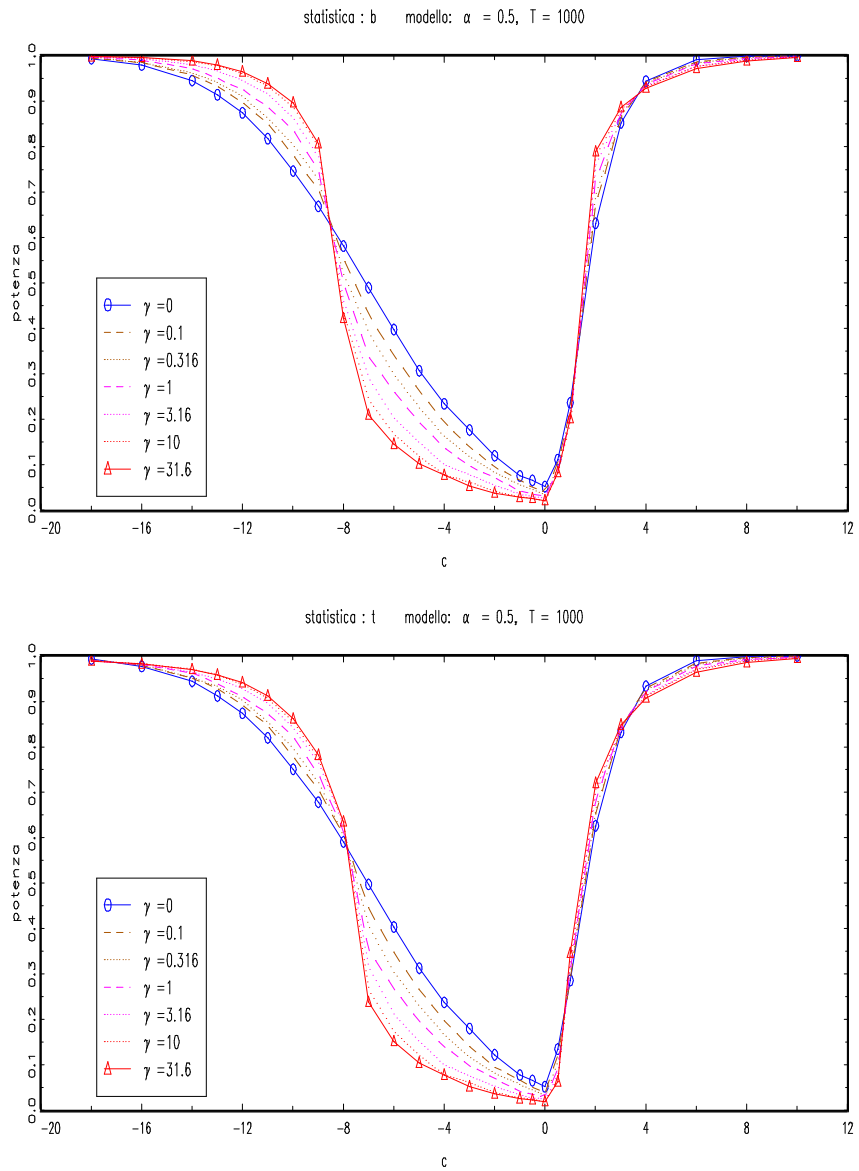 statistica : b    modello:  α  = 0.5,  T = 1000
potenza
1.0
0.9
0.8
0.7
0.6
0.5
0.4
0.3
0.2
0.1
0.0
γ =0
γ =0.1
γ =0.316
γ =1
γ =3.16
γ =10
γ =31.6
-20 -16 -12 -8 -4 0 4 8 12
c
statistica : t    modello:  α  = 0.5,  T = 1000
potenza
1.0
0.9
0.8
0.7
0.6
0.5
0.4
0.3
0.2
0.1
0.0
γ =0
γ =0.1
γ =0.316
γ =1
γ =3.16
γ =10
γ =31.6
-20 -16 -12 -8 -4 0 4 8 12
c